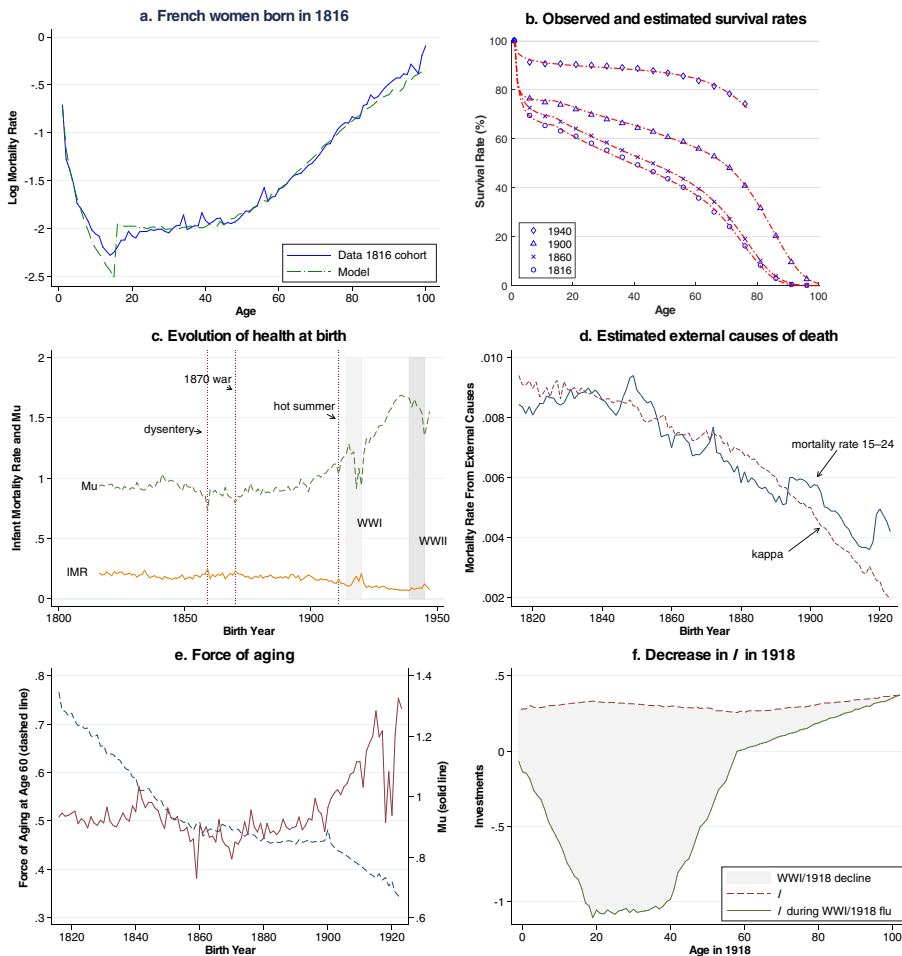 a. French women born in 1816
Log Mortality Rate
0
-.5
-1
-1.5
-2
-2.5
0
20
40
60
80
100
Age
Data 1816 cohort
Model
b. Observed and estimated survival rates
Survival Rate (%)
100
80
60
40
20
0
0
20
40
60
80
100
Age
1940
1900
1860
1816
c. Evolution of health at birth
Infant Mortality Rate and Mu
2
1.5
1
.5
0
1800
1850
1900
1950
Birth Year
1870 war
hot summer
dysentery
Mu
WWI
WWII
IMR
d. Estimated external causes of death
Mortality Rate From External Causes
.010
.008
.006
.004
.002
1820
1840
1860
1880
1900
1920
Birth Year
mortality rate 15–24
kappa
e. Force of aging
Force of Aging at Age 60 (dashed line)
.8
.7
.6
.5
.4
.3
1.4
1.2
1
.8
.6
Mu (solid line)
1820
1840
1860
1880
1900
1920
Birth Year
f. Decrease in I in 1918
Investments
.5
0
-.5
-1
0
20
40
60
80
100
Age in 1918
WWI/1918 decline
I
I during WWI/1918 flu